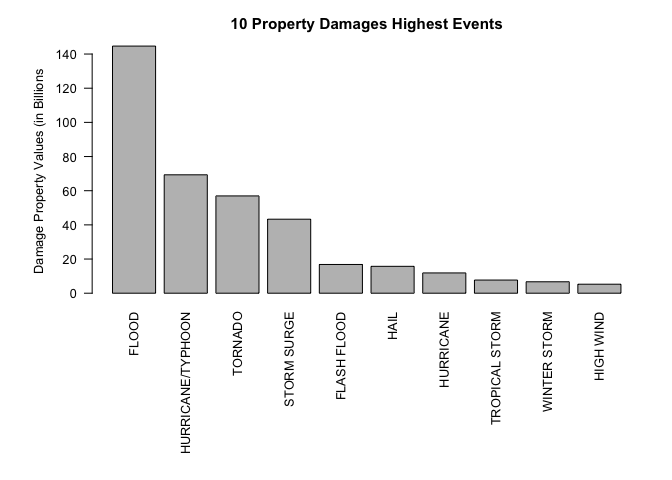 10 Property Damages Highest Events
Damage Property Values (in Billions
140
120
100
80
60
40
20
0
FLOOD
HURRICANE/TYPHOON
TORNADO
STORM SURGE
FLASH FLOOD
HAIL
HURRICANE
TROPICAL STORM
WINTER STORM
HIGH WIND